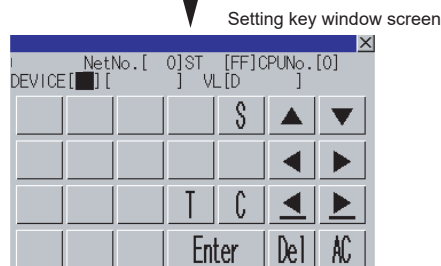 Setting key window screen
NetNo.[ 0]ST [FF]CPUNo.[0]
DEVICE[ ][ ] VL[D ]
S
T C
Enter Del AC